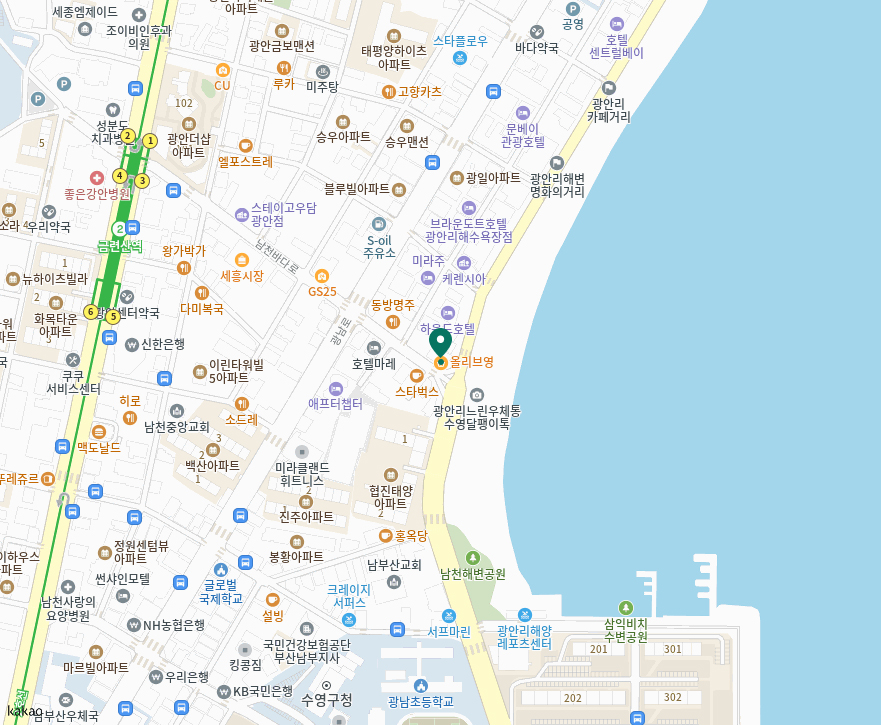 세종엠제이드
아파트
조이비인후과
의원
광안금보맨션
태평양하이츠
아파트
스타플로우
바다약국
공영
호텔
센트럴베이
CU
루카
미주탕
고향카츠
광안리
카페거리
성분도
치과병원
102
광안더샵
아파트
승우아파트
승우맨션
문베이
관광호텔
2
1
5
엘포스트레
4
3
좋은강안병원
블루빌아파트
광일아파트
광안리해변
명화의거리
우리약국
스테이고우담
광안점
S-oil
주유소
브라운도트호텔
광안리해수욕장점
2
금련산역
왕가박가
남천바다로
세흥시장
미라주
케렌시아
1
뉴하이츠빌라
GS25
2
화목타운
아파트
3
다미복국
동방명주
6
5
센터약국
하운드호텔
광남로
신한은행
호텔마레
올리브영
쿠쿠
서비스센터
이린타워빌
5아파트
스타벅스
애프터챕터
광안리느린우체통
수영달팽이톡
히로
남천중앙교회
소드레
맥도날드
3
2
백산아파트
1
1
미라클랜드
휘트니스
뚜레쥬르
협진태양
아파트
2
2
1
진주아파트
홍옥당
정원센텀뷰
아파트
봉황아파트
남부산교회
남천해변공원
썬샤인모텔
글로벌
국제학교
남천사랑의
요양병원
설빙
크레이지
서퍼스
서프마린
광안리해양
레포츠센터
삼익비치
수변공원
NH농협은행
국민건강보험공단
부산남부지사
201
301
킹콩짐
마르빌아파트
우리은행
KB국민은행
수영구청
광남초등학교
202
302
kakao
남부산우체국